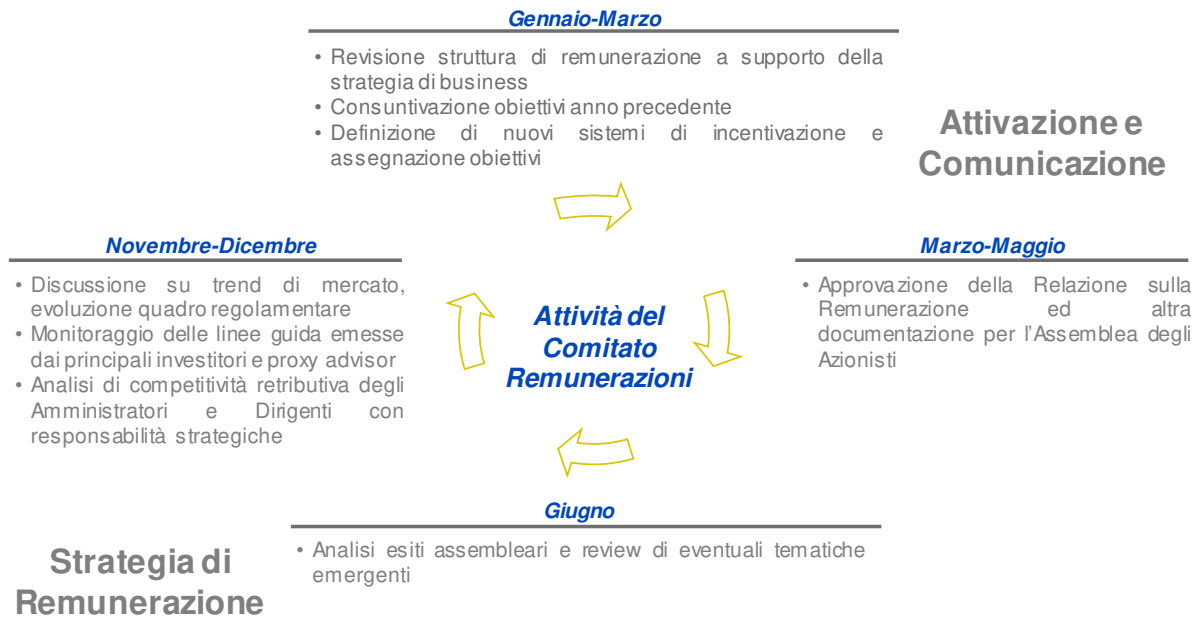 Gennaio-Marzo
• Revisione struttura di remunerazione a supporto della
strategia di business
• Consuntivazione obiettivi anno precedente
• Definizione di nuovi sistemi di incentivazione e
assegnazione obiettivi
Attivazione e
Comunicazione
Novembre-Dicembre
• Discussione su trend di mercato,
evoluzione quadro regolamentare
• Monitoraggio delle linee guida emesse
dai principali investitori e proxy advisor
• Analisi di competitività retributiva degli
Amministratori e Dirigenti con
responsabilità strategiche
Attività del
Comitato
Remunerazioni
Marzo-Maggio
• Approvazione della Relazione sulla
Remunerazione ed altra
documentazione per l'Assemblea degli
Azionisti
Giugno
• Analisi esiti assembleari e review di eventuali tematiche
emergenti
Strategia di
Remunerazione